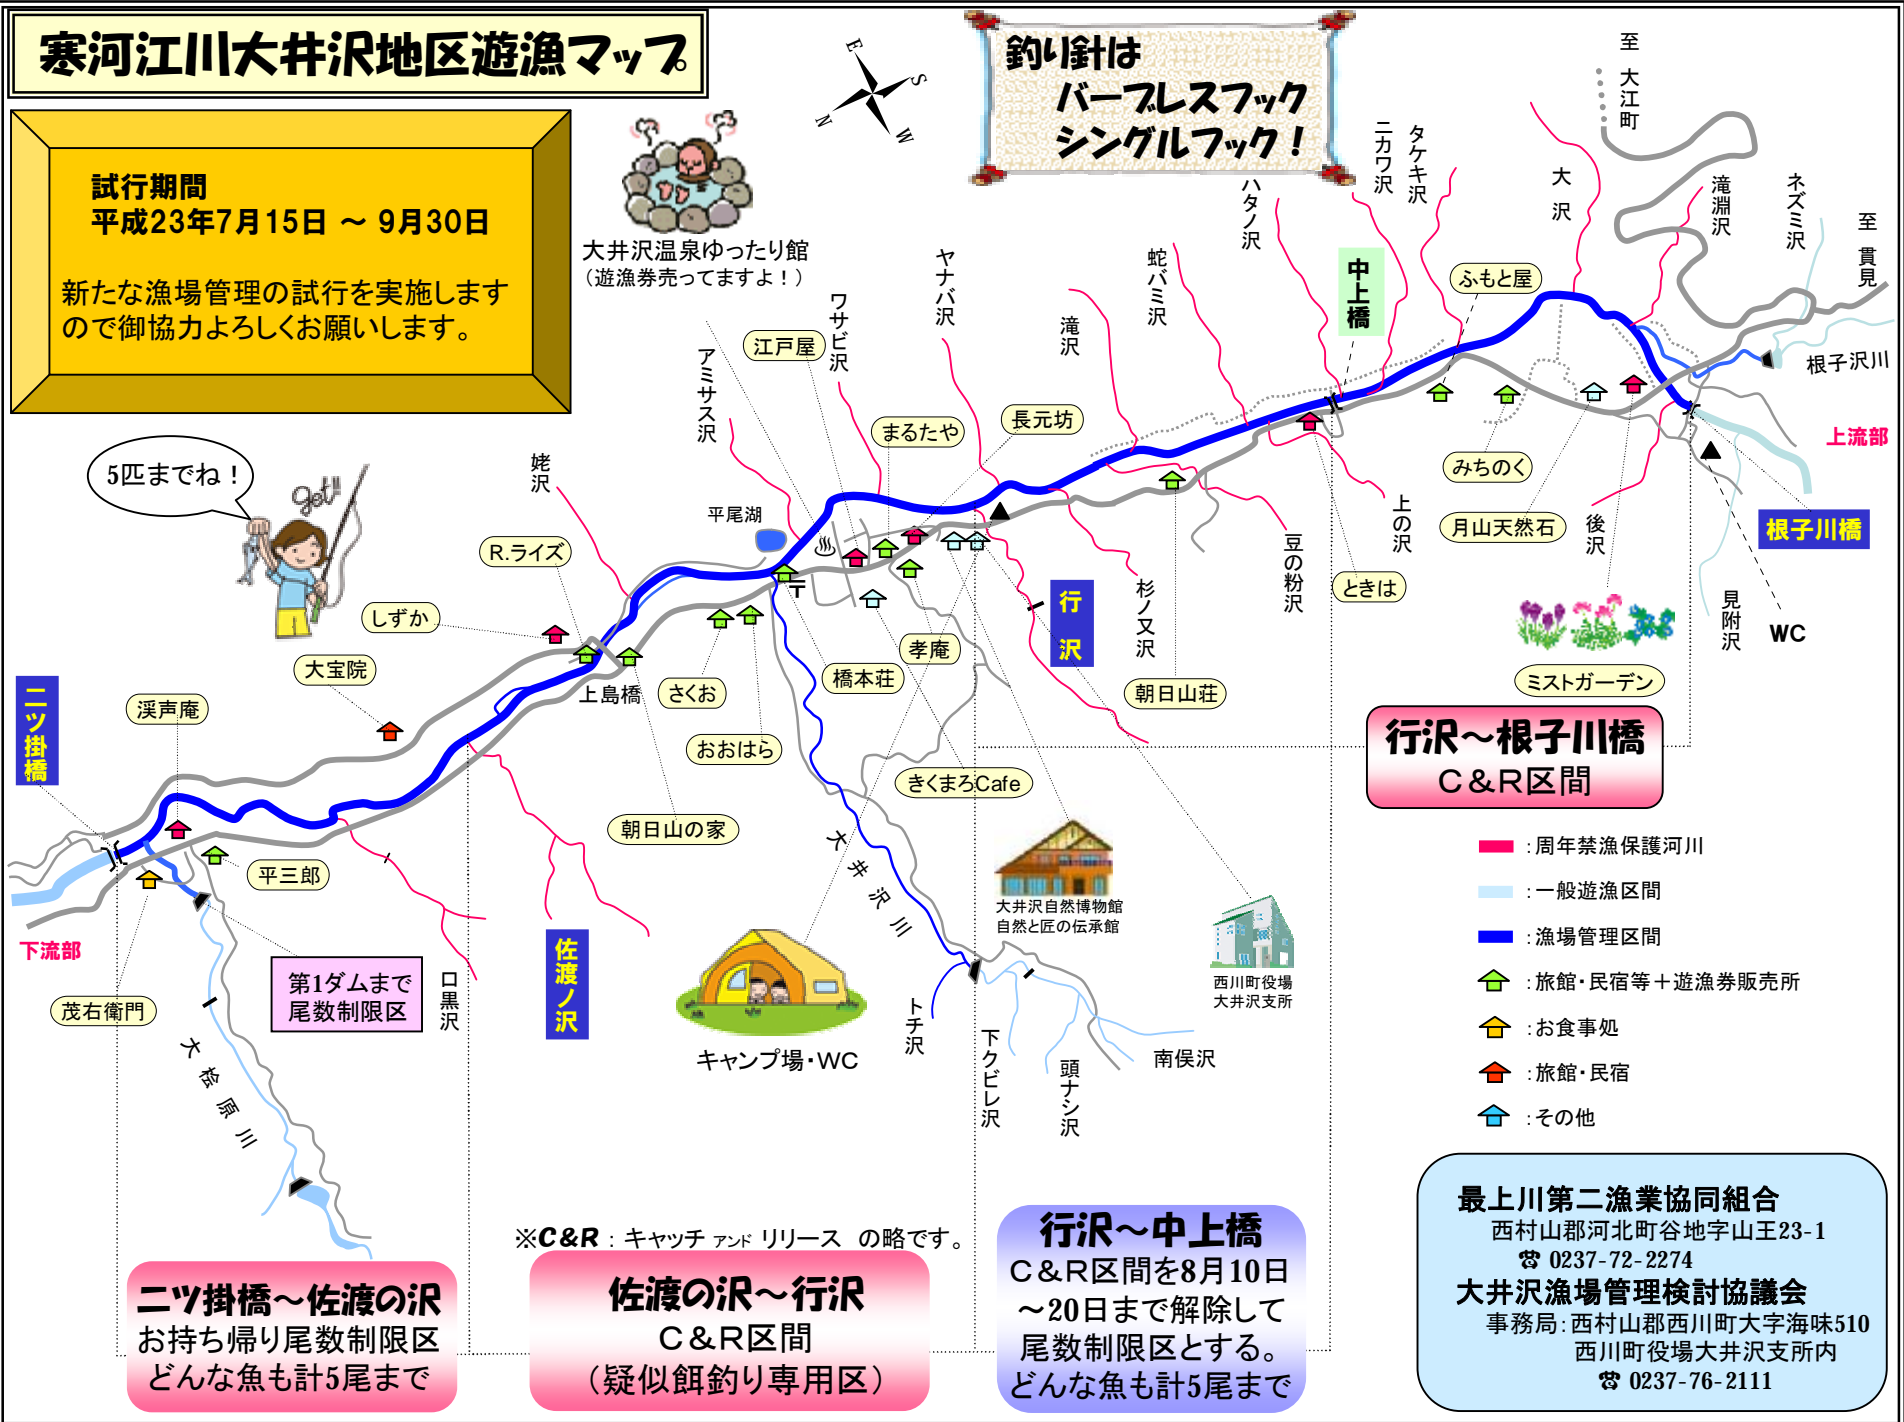 寒河江川大井沢地区遊漁マップ。
試行期間
平成23年7月15日 ～ 9月30日
新たな漁場管理の試行を実施します
ので御協力よろしくお願いします。
E
S
N
W
釣り針は
バーブレスフック
シングルフック！
大井沢温泉ゆったり館
（遊漁券売ってますよ！）
5匹までね！
get!!
至 大江町
至 貫見
ネズミ沢
滝淵沢
大沢
タケキ沢
ニカワ沢
ハタノ沢
中上橋
蛇バミ沢
滝沢
ヤナバ沢
ワサビ沢
アミサス沢
姥沢
平尾湖
江戸屋
まるたや
長元坊
ふもと屋
みちのく
月山天然石
根子沢川
上流部
根子川橋
後沢
見附沢
WC
ミストガーデン
上の沢
ときは
豆の粉沢
朝日山荘
杉ノ又沢
行沢
孝庵
橋本荘
〒
きくまろCafe
おおはら
さくお
上島橋
朝日山の家
R.ライズ
しずか
大宝院
渓声庵
二ツ掛橋
平三郎
下流部
茂右衛門
第1ダムまで
尾数制限区
大桧原川
口黒沢
佐渡ノ沢
大井沢川
トチ沢
下クビレ沢
頭ナシ沢
南俣沢
キャンプ場・WC
大井沢自然博物館
自然と匠の伝承館
西川町役場
大井沢支所
行沢～根子川橋
C＆R区間
：周年禁漁保護河川
：一般遊漁区間
：漁場管理区間
：旅館・民宿等＋遊漁券販売所
：お食事処
：旅館・民宿
：その他
※C&R：キャッチ アンド リリース の略です。
二ツ掛橋～佐渡の沢
お持ち帰り尾数制限区
どんな魚も計5尾まで
佐渡の沢～行沢
C＆R区間
（疑似餌釣り専用区）
行沢～中上橋
C＆R区間を8月10日
～20日まで解除して
尾数制限区とする。
どんな魚も計5尾まで
最上川第二漁業協同組合
西村山郡河北町谷地字山王23-1
☎ 0237-72-2274
大井沢漁場管理検討協議会
事務局：西村山郡西川町大字海味510
西川町役場大井沢支所内
☎ 0237-76-2111